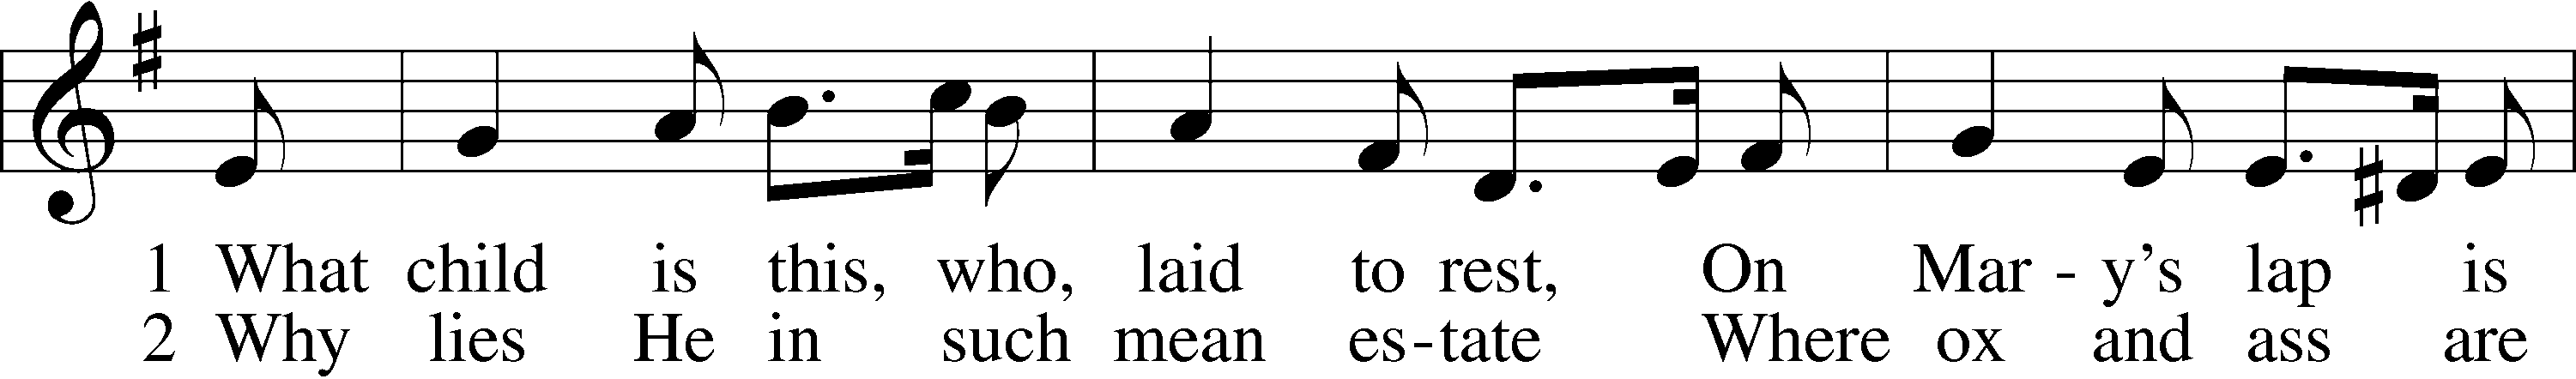 1 What child is this, who, laid to rest, On Mar - y’s lap is
2 Why lies He in such mean es - tate Where ox and ass are